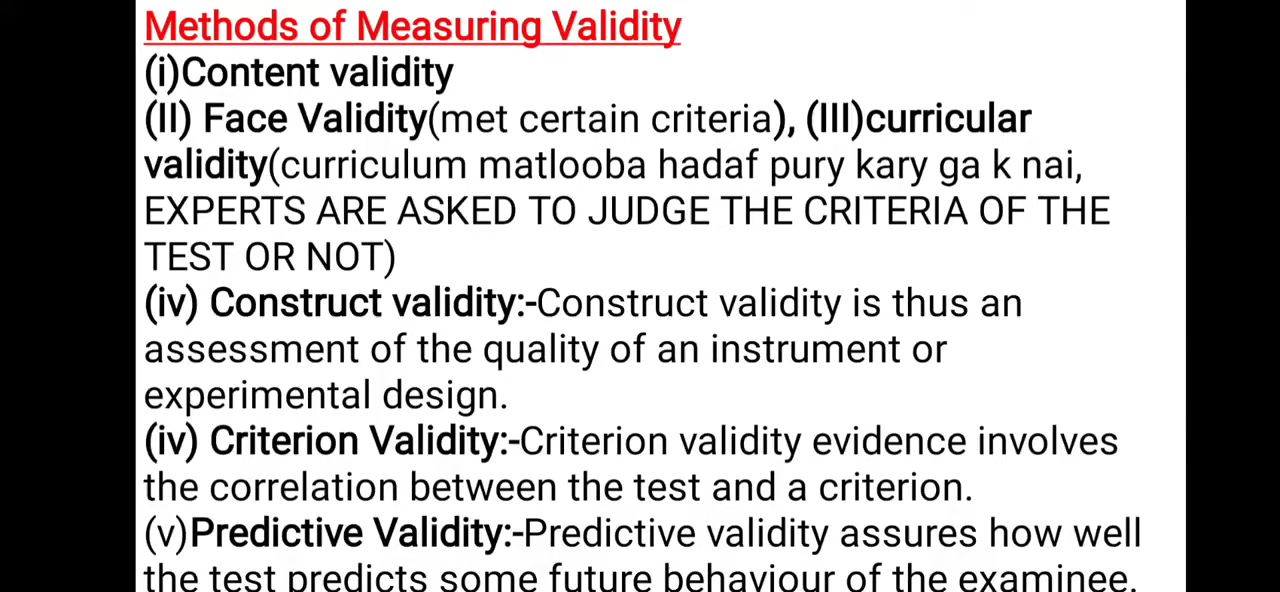 Methods of Measuring Validity
(i)Content validity
(II) Face Validity(met certain criteria), (III)curricular
validity(curriculum matlooba hadaf pury kary ga k nai,
EXPERTS ARE ASKED TO JUDGE THE CRITERIA OF THE
TEST OR NOT)
(iv) Construct validity:-Construct validity is thus an
assessment of the quality of an instrument or
experimental design.
(iv) Criterion Validity:-Criterion validity evidence involves
the correlation between the test and a criterion.
(v)Predictive Validity:-Predictive validity assures how well
the test predicts some future behaviour of the examinee.